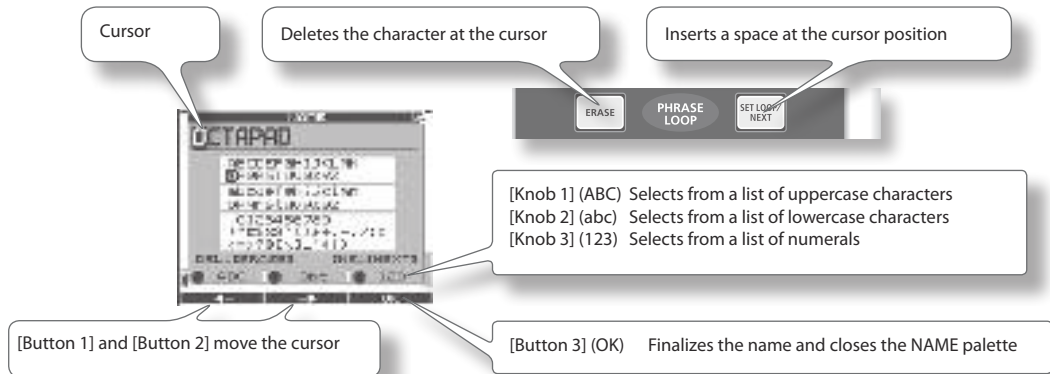 Cursor
Deletes the character at the cursor
Inserts a space at the cursor position
ERASE
PHRASE
LOOP
SET LOOP/
NEXT
OCTAPAD
[Knob 1] (ABC) Selects from a list of uppercase characters
[Knob 2] (abc) Selects from a list of lowercase characters
[Knob 3] (123) Selects from a list of numerals
ABC
123
[Button 1] and [Button 2] move the cursor
[Button 3] (OK) Finalizes the name and closes the NAME palette